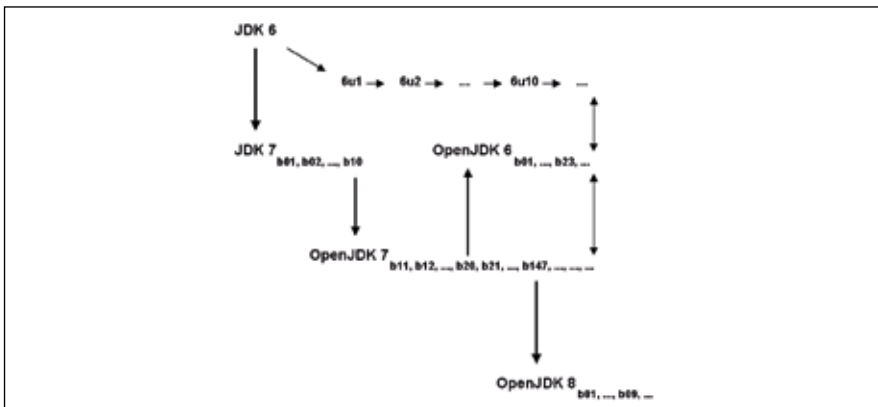 JDK 6
6u1 6u2 ... 6u10 ...
JDK 7 b01, b02, ..., b10
OpenJDK 6 b01, ..., b23, ...
OpenJDK 7 b11, b12, ..., b20, b21, ..., b147, ..., ..., ...
OpenJDK 8 b01, ..., b09, ...